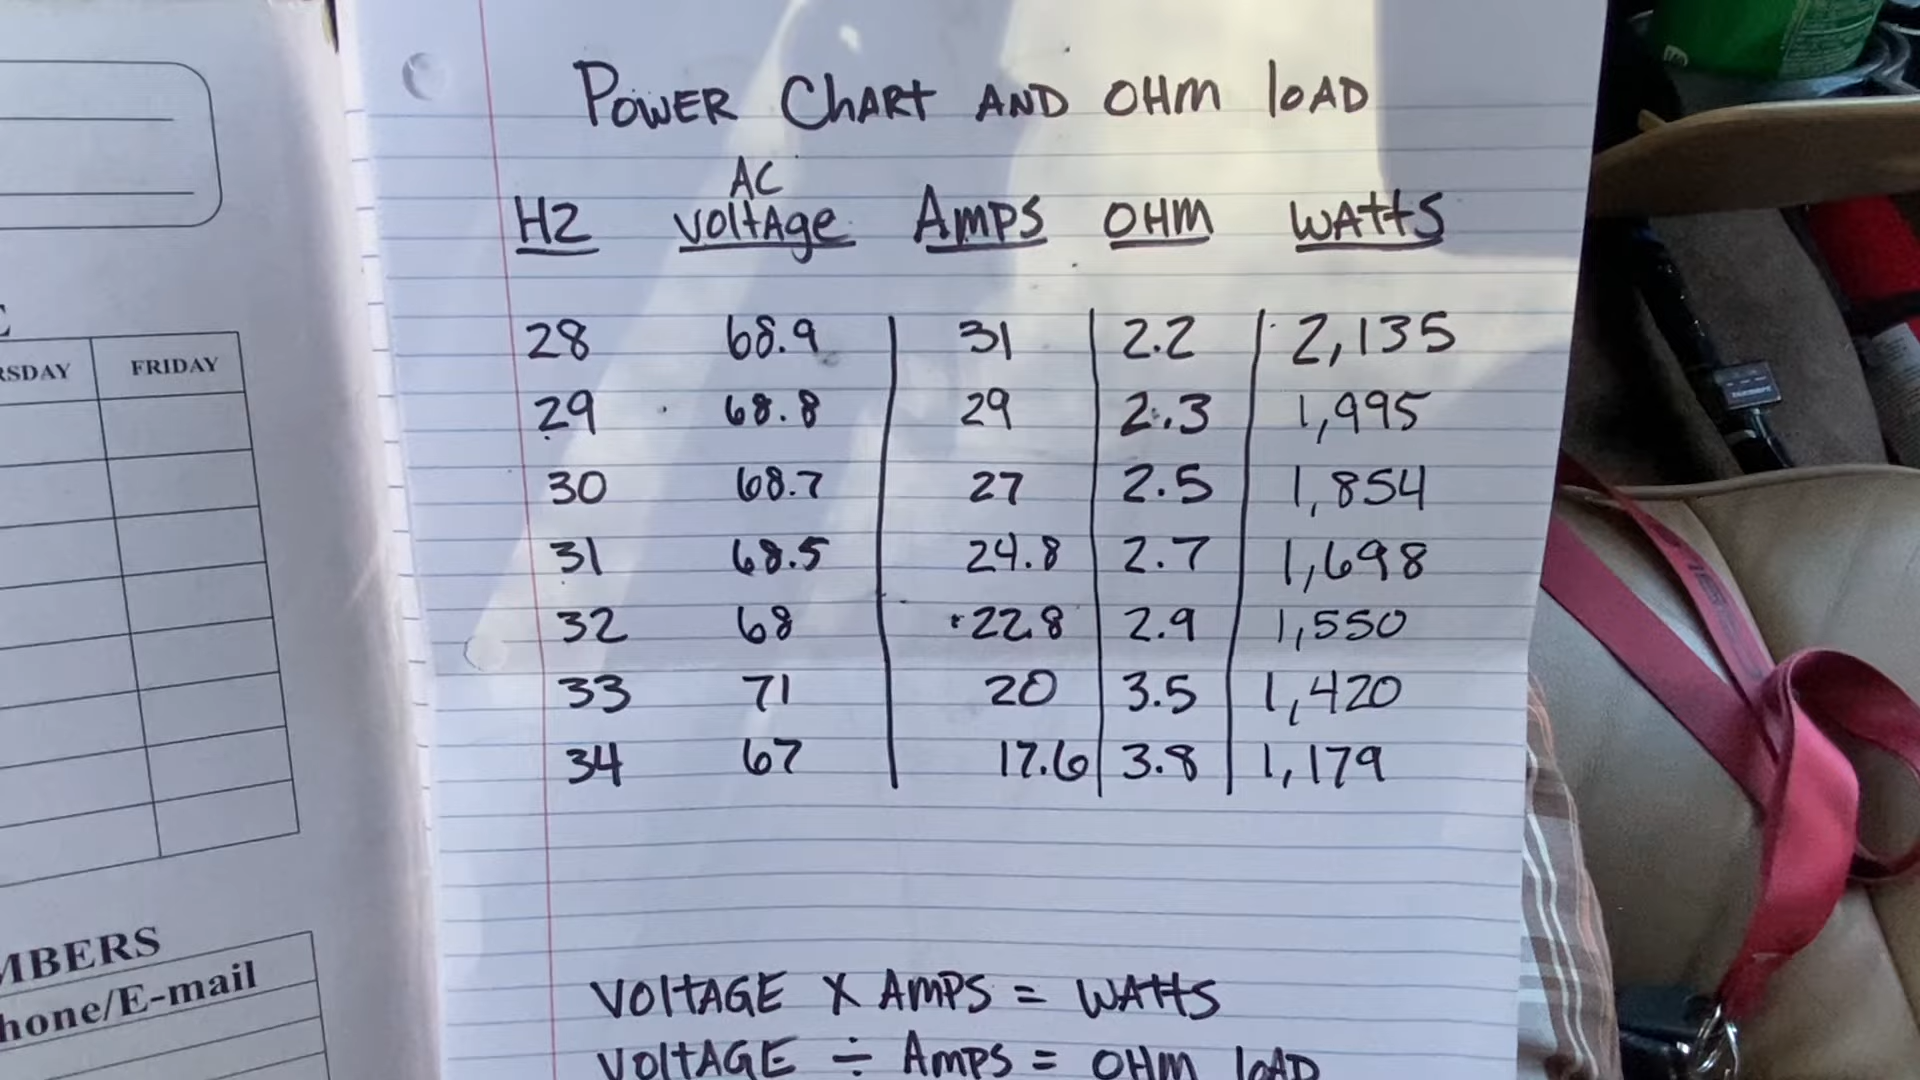 POWER CHART AND OHM LOAD
AC
HZ VOLTAGE AMPS OHM WATTS
28 68.9 31 2.2 2,135
29 68.8 29 2.3 1,995
30 68.7 27 2.5 1,854
31 68.5 24.8 2.7 1,698
32 68 22.8 2.9 1,550
33 71 20 3.5 1,420
34 67 17.6 3.8 1,179
VOLTAGE X AMPS = WATTS
VOLTAGE ÷ AMPS = OHM LOAD
RSDAY FRIDAY
MBERS
hone/E-mail